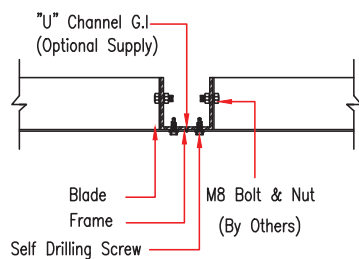 "U" Channel G.I
(Optional Supply)
Blade
Frame
Self Drilling Screw
M8 Bolt & Nut
(By Others)